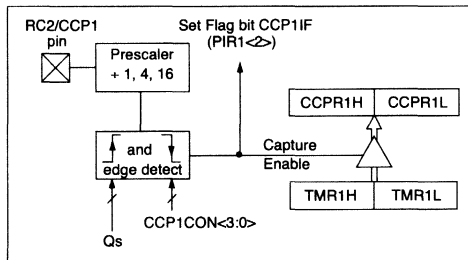 RC2/CCP1
pin
Prescaler
÷ 1, 4, 16
Set Flag bit CCP1IF
(PIR1<2>)
CCPR1H CCPR1L
and
edge detect
Capture
Enable
TMR1H TMR1L
CCP1CON<3:0>
Qs